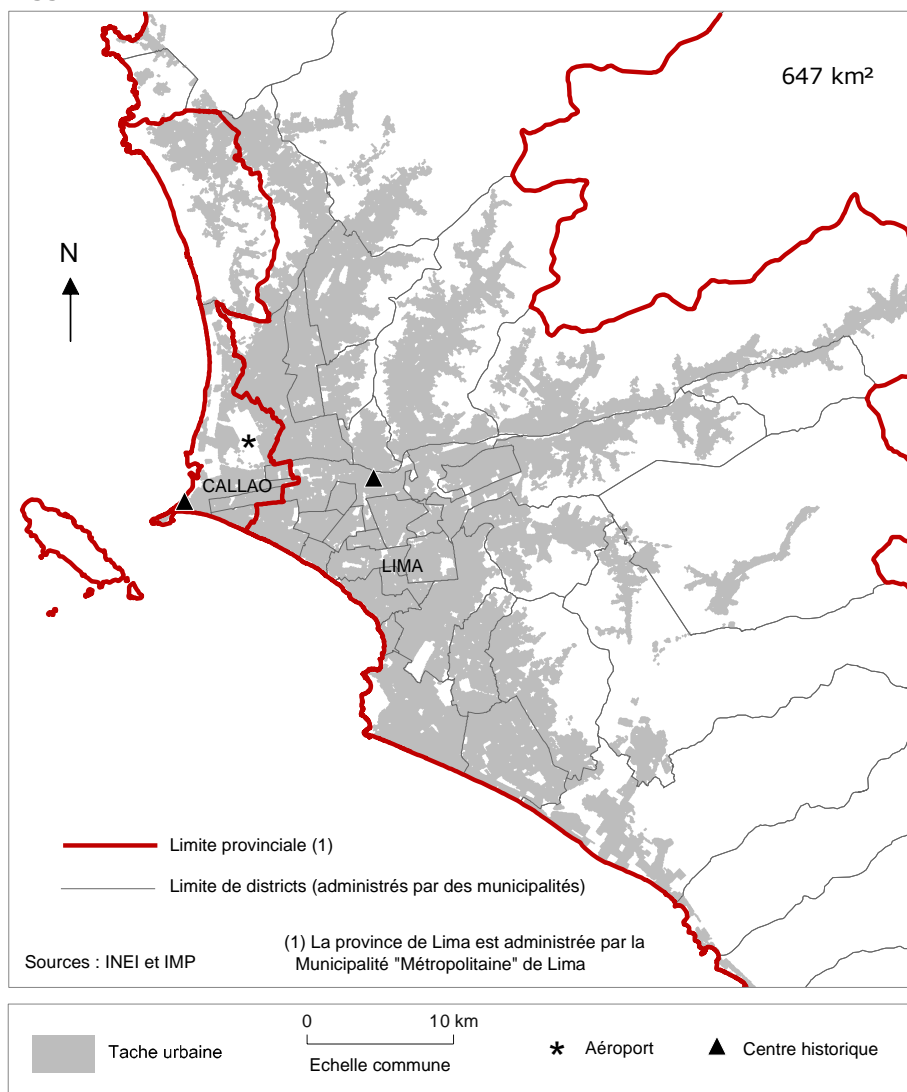 647 km²
N
CALLAO
LIMA
Limite provinciale (1)
Limite de districts (administrés par des municipalités)
(1) La province de Lima est administrée par la
Municipalité "Métropolitaine" de Lima
Sources : INEI et IMP
0 10 km
Tache urbaine
Echelle commune
Aéroport
Centre historique